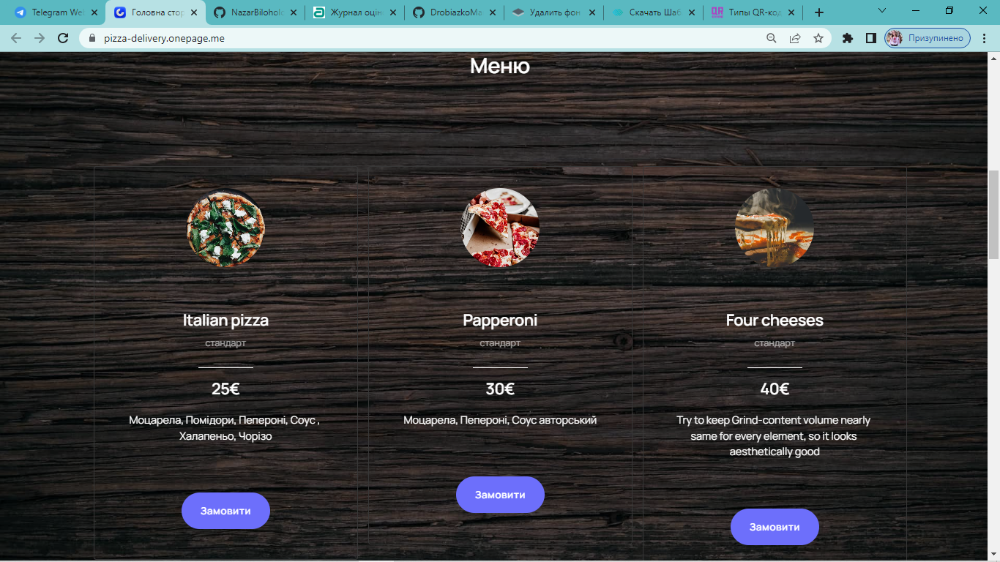 Telegram Web
Головна стор
NazarBiloholo
Журнал оцін
DrobiazkoMa
Удалить фон
Скачать Шаб
Типы QR-код
pizza-delivery.onepage.me
Призупинено
Меню
Italian pizza
стандарт
25€
Моцарела, Помідори, Пепероні, Соус ,
Халапеньо, Чорізо
Замовити
Papperoni
стандарт
30€
Моцарела, Пепероні, Соус авторський
Замовити
Four cheeses
стандарт
40€
Try to keep Grind-content volume nearly
same for every element, so it looks
aesthetically good
Замовити